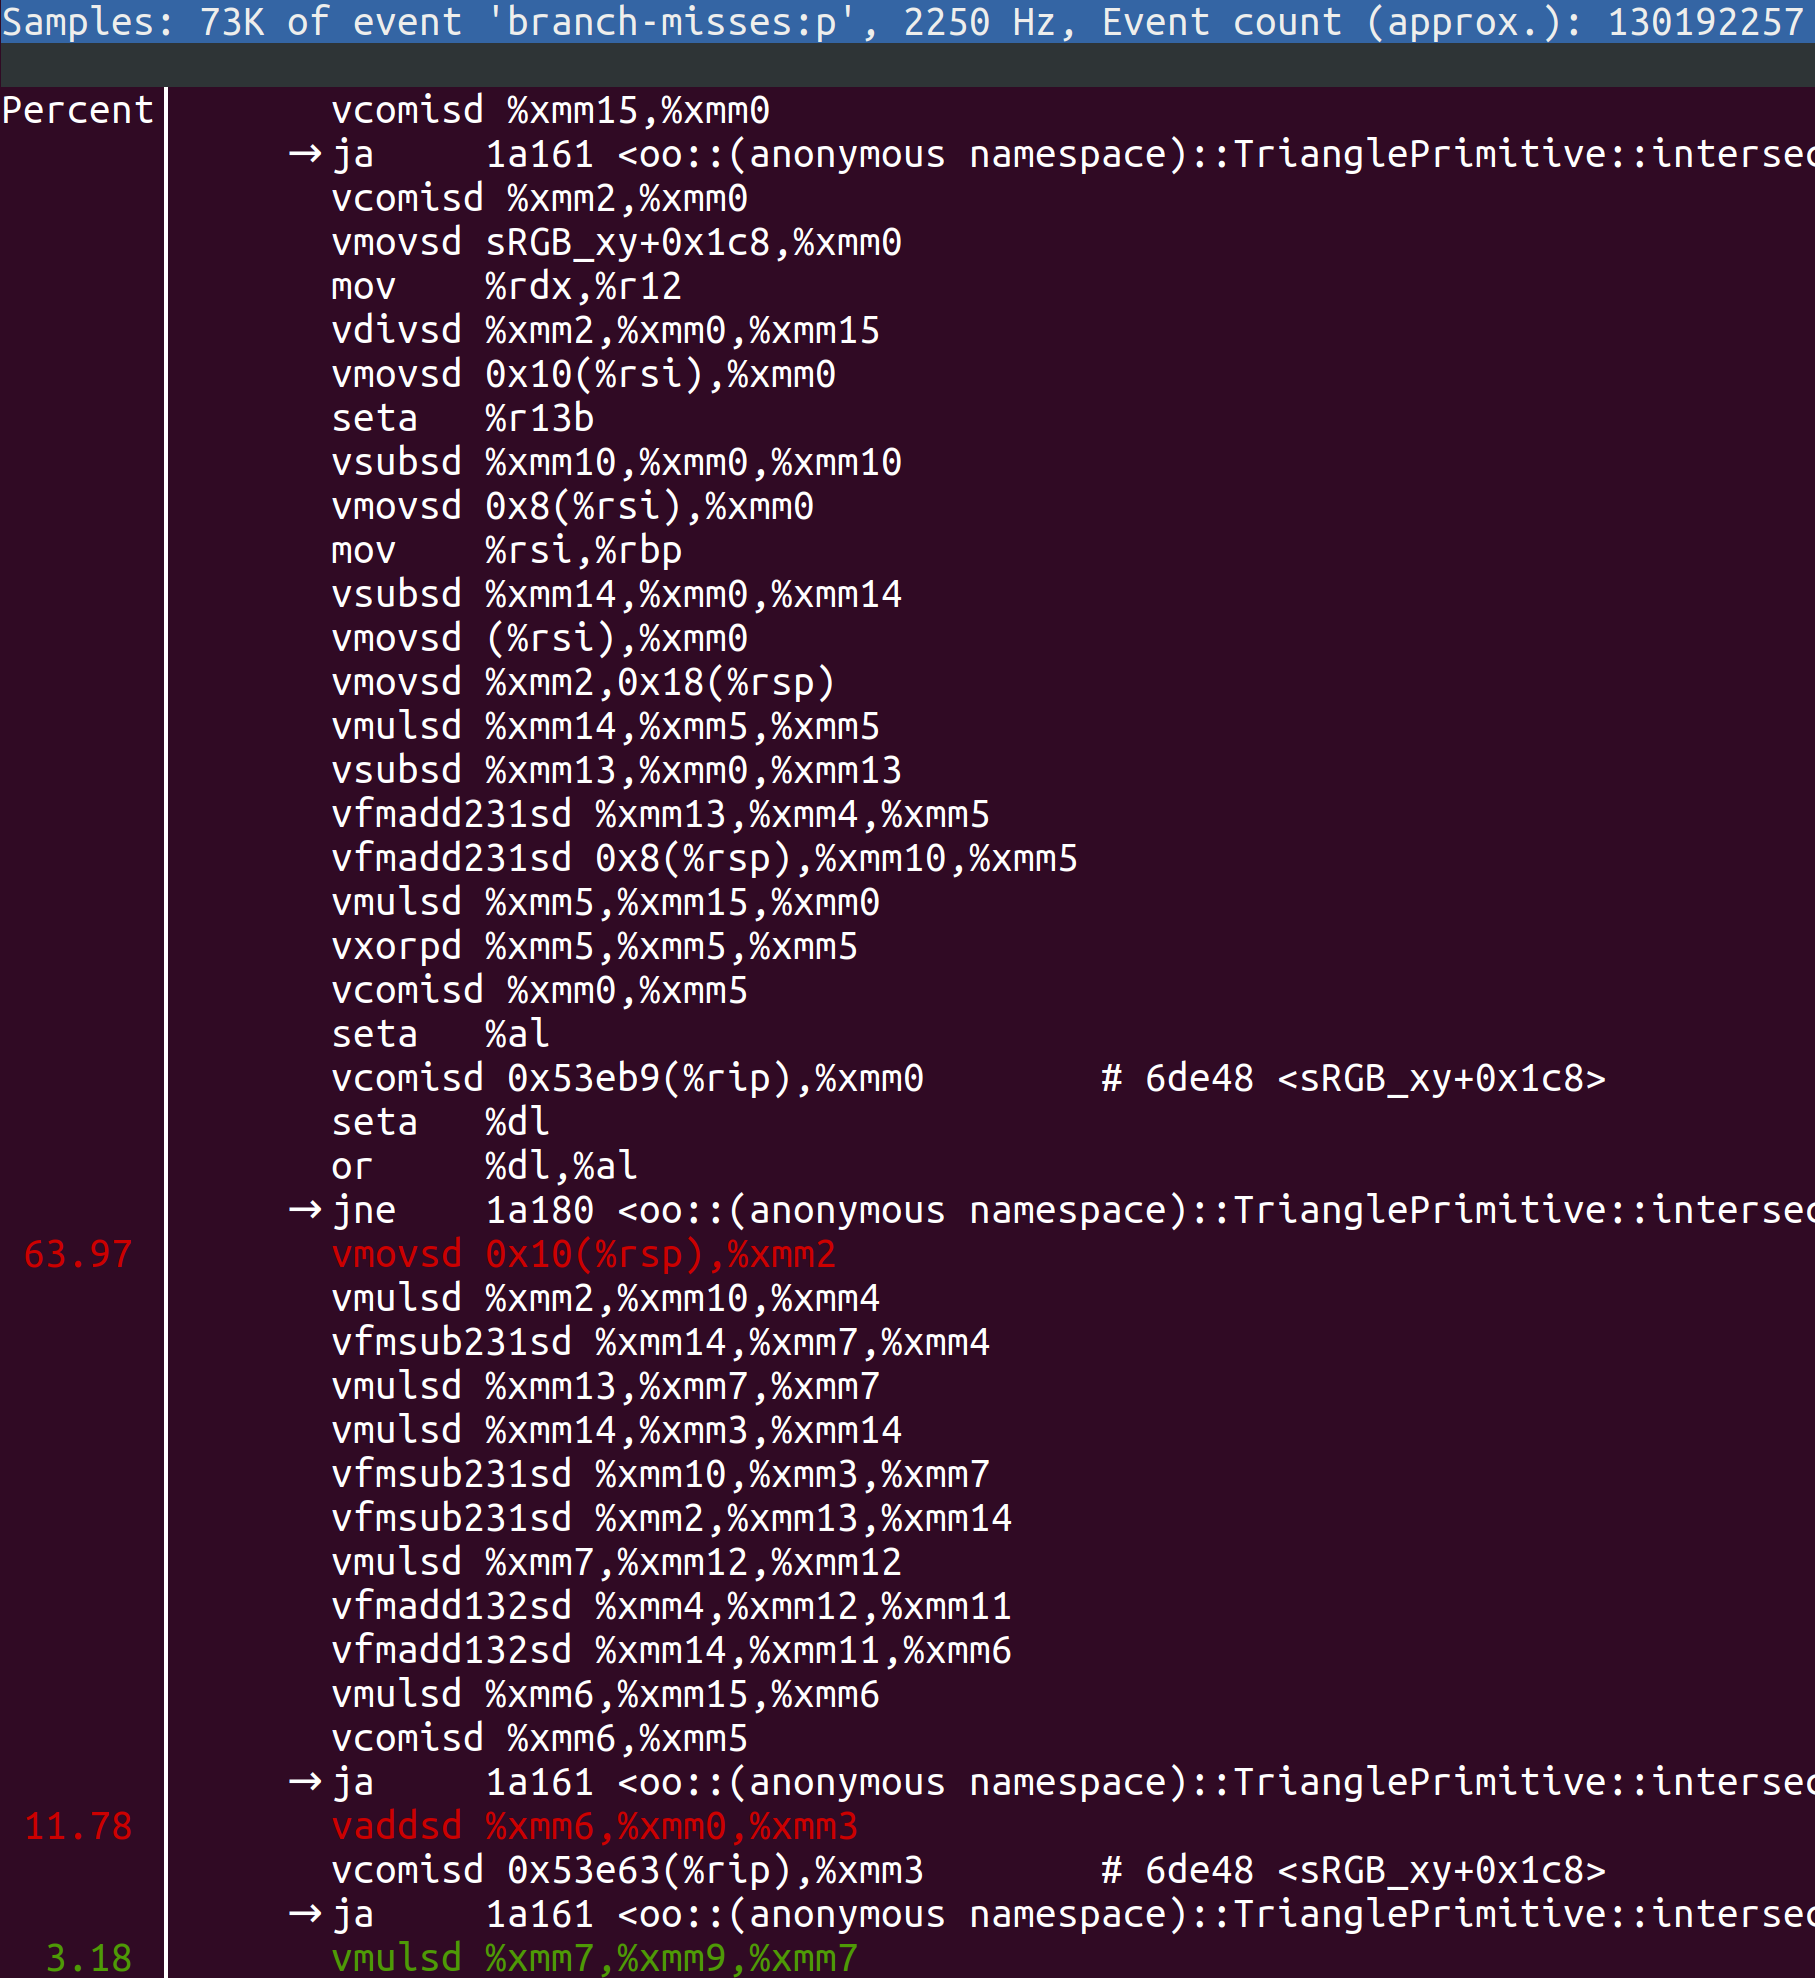 Samples: 73K of event 'branch-misses:p', 2250 Hz, Event count (approx.): 130192257
Percent vcomisd %xmm15,%xmm0
→ ja 1a161 <oo::(anonymous namespace)::TrianglePrimitive::intersec
vcomisd %xmm2,%xmm0
vmovsd sRGB_xy+0x1c8,%xmm0
mov %rdx,%r12
vdivsd %xmm2,%xmm0,%xmm15
vmovsd 0x10(%rsi),%xmm0
seta %r13b
vsubsd %xmm10,%xmm0,%xmm10
vmovsd 0x8(%rsi),%xmm0
mov %rsi,%rbp
vsubsd %xmm14,%xmm0,%xmm14
vmovsd (%rsi),%xmm0
vmovsd %xmm2,0x18(%rsp)
vmulsd %xmm14,%xmm5,%xmm5
vsubsd %xmm13,%xmm0,%xmm13
vfmadd231sd %xmm13,%xmm4,%xmm5
vfmadd231sd 0x8(%rsp),%xmm10,%xmm5
vmulsd %xmm5,%xmm15,%xmm0
vxorpd %xmm5,%xmm5,%xmm5
vcomisd %xmm0,%xmm5
seta %al
vcomisd 0x53eb9(%rip),%xmm0 # 6de48 <sRGB_xy+0x1c8>
seta %dl
or %dl,%al
→ jne 1a180 <oo::(anonymous namespace)::TrianglePrimitive::intersec
63.97 vmovsd 0x10(%rsp),%xmm2
vmulsd %xmm2,%xmm10,%xmm4
vfmsub231sd %xmm14,%xmm7,%xmm4
vmulsd %xmm13,%xmm7,%xmm7
vmulsd %xmm14,%xmm3,%xmm14
vfmsub231sd %xmm10,%xmm3,%xmm7
vfmsub231sd %xmm2,%xmm13,%xmm14
vmulsd %xmm7,%xmm12,%xmm12
vfmadd132sd %xmm4,%xmm12,%xmm11
vfmadd132sd %xmm14,%xmm11,%xmm6
vmulsd %xmm6,%xmm15,%xmm6
vcomisd %xmm6,%xmm5
→ ja 1a161 <oo::(anonymous namespace)::TrianglePrimitive::intersec
11.78 vaddsd %xmm6,%xmm0,%xmm3
vcomisd 0x53e63(%rip),%xmm3 # 6de48 <sRGB_xy+0x1c8>
→ ja 1a161 <oo::(anonymous namespace)::TrianglePrimitive::intersec
3.18 vmulsd %xmm7,%xmm9,%xmm7